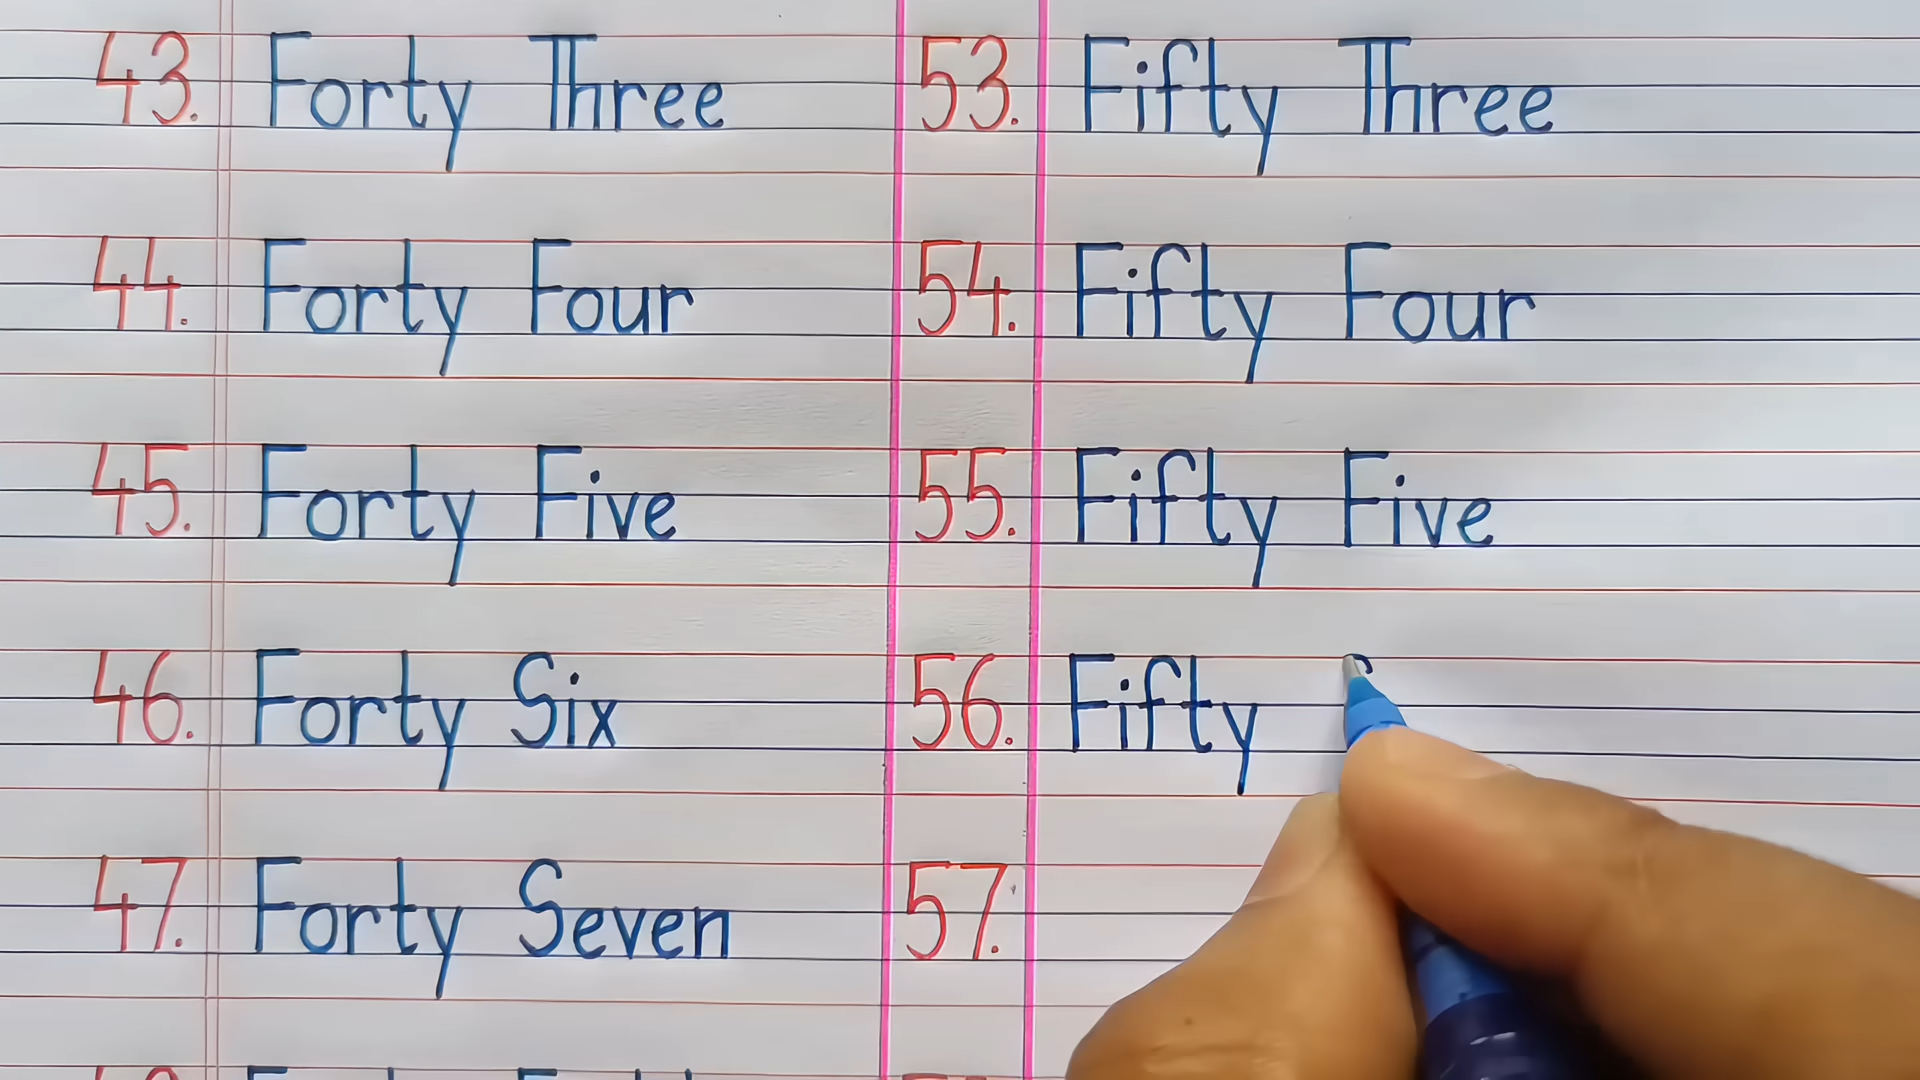 43. Forty Three 53. Fifty Three
44. Forty Four 54. Fifty Four
45. Forty Five 55. Fifty Five
46. Forty Six 56. Fifty
47. Forty Seven 57.